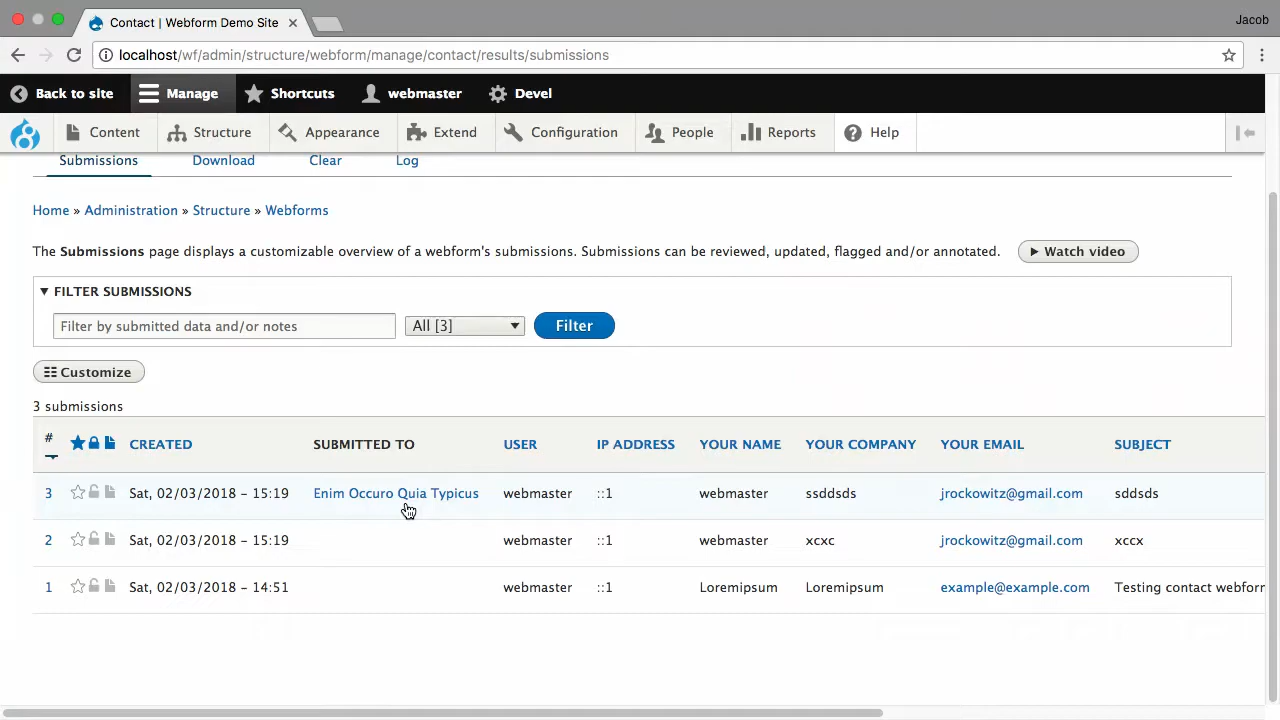 Contact | Webform Demo Site
Jacob
localhost/wf/admin/structure/webform/manage/contact/results/submissions
Back to site Manage Shortcuts webmaster Devel
Content Structure Appearance Extend Configuration People Reports Help
Submissions Download Clear Log
Home » Administration » Structure » Webforms
The Submissions page displays a customizable overview of a webform's submissions. Submissions can be reviewed, updated, flagged and/or annotated. Watch video
FILTER SUBMISSIONS
Filter by submitted data and/or notes All [3] Filter
Customize
3 submissions
# CREATED SUBMITTED TO USER IP ADDRESS YOUR NAME YOUR COMPANY YOUR EMAIL SUBJECT
3 Sat, 02/03/2018 - 15:19 Enim Occuro Quia Typicus webmaster ::1 webmaster ssddsds jrockowitz@gmail.com sddsds
2 Sat, 02/03/2018 - 15:19 webmaster ::1 webmaster xcxc jrockowitz@gmail.com xccx
1 Sat, 02/03/2018 - 14:51 webmaster ::1 Loremipsum Loremipsum example@example.com Testing contact webforr